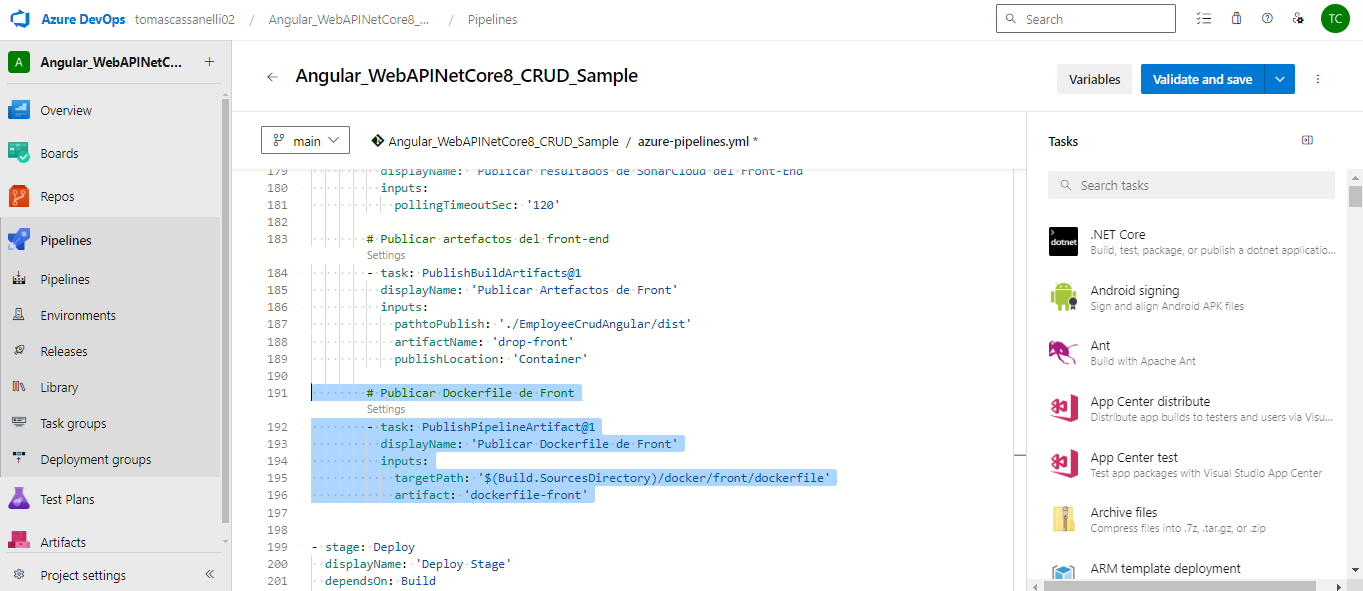 Azure DevOps tomascassanelli02 / Angular_WebAPINetCore8_... / Pipelines Search TC
A Angular_WebAPINetC... +
Overview
Boards
Repos
Pipelines
Pipelines
Environments
Releases
Library
Task groups
Deployment groups
Test Plans
Artifacts
Project settings
Angular_WebAPINetCore8_CRUD_Sample
Variables Validate and save
main Angular_WebAPINetCore8_CRUD_Sample / azure-pipelines.yml *
179 displayName: 'Publicar resultados de SonarCloud del Front-End'
180 inputs:
181 pollingTimeoutSec: '120'
182
183 # Publicar artefactos del front-end
Settings
184 - task: PublishBuildArtifacts@1
185 displayName: 'Publicar Artefactos de Front'
186 inputs:
187 pathtoPublish: './EmployeeCrudAngular/dist'
188 artifactName: 'drop-front'
189 publishLocation: 'Container'
190
191 # Publicar Dockerfile de Front
Settings
192 - task: PublishPipelineArtifact@1
193 displayName: 'Publicar Dockerfile de Front'
194 inputs:
195 targetPath: '$(Build.SourcesDirectory)/docker/front/dockerfile'
196 artifact: 'dockerfile-front'
197
198
199 - stage: Deploy
200 displayName: 'Deploy Stage'
201 dependsOn: Build
Tasks
Search tasks
dotnet
.NET Core
Build, test, package, or publish a dotnet applicatio...
Android signing
Sign and align Android APK files
Ant
Build with Apache Ant
App Center distribute
Distribute app builds to testers and users via Visu...
App Center test
Test app packages with Visual Studio App Center
Archive files
Compress files into .7z, .tar.gz, or .zip
ARM template deployment